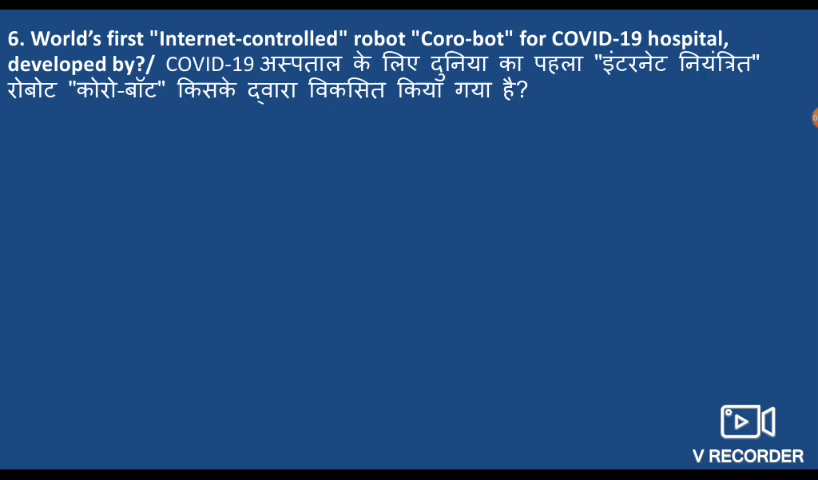 6. World’s first "Internet-controlled" robot "Coro-bot" for COVID-19 hospital,
developed by?/ COVID-19 अस्पताल के लिए दुनिया का पहला "इंटरनेट नियंत्रित"
रोबोट "कोरो-बॉट" किसके द्वारा विकसित किया गया है?
V RECORDER